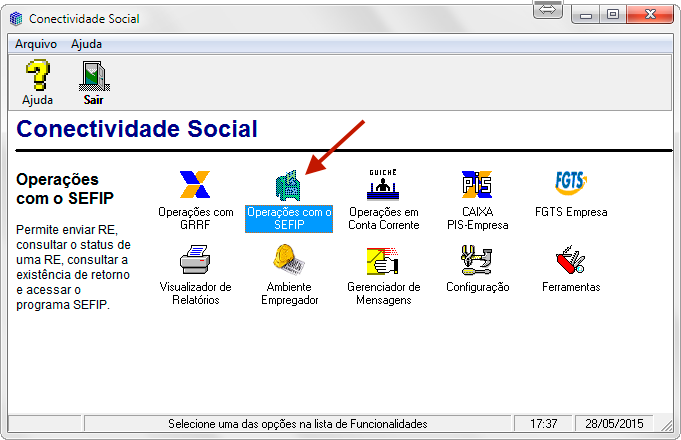 Conectividade Social
Arquivo Ajuda
Ajuda Sair
Conectividade Social
Operações
com o SEFIP
Permite enviar RE,
consultar o status de
uma RE, consultar a
existência de retorno
e acessar o
programa SEFIP.
GUICHÊ
PIS
FGTS
Operações com
GRRF
Operações com o
SEFIP
Operações em
Conta Corrente
CAIXA
PIS-Empresa
FGTS Empresa
Visualizador de
Relatórios
Ambiente
Empregador
Gerenciador de
Mensagens
Configuração
Ferramentas
Selecione uma das opções na lista de Funcionalidades 17:37 28/05/2015